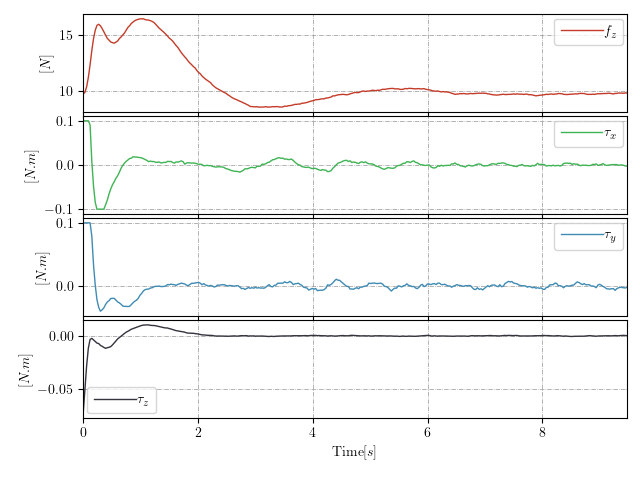 15
10
[N]
f_z
0.1
0.0
−0.1
[N.m]
τ_x
0.1
0.0
[N.m]
τ_y
0.00
−0.05
[N.m]
τ_z
0 2 4 6 8
Time[s]